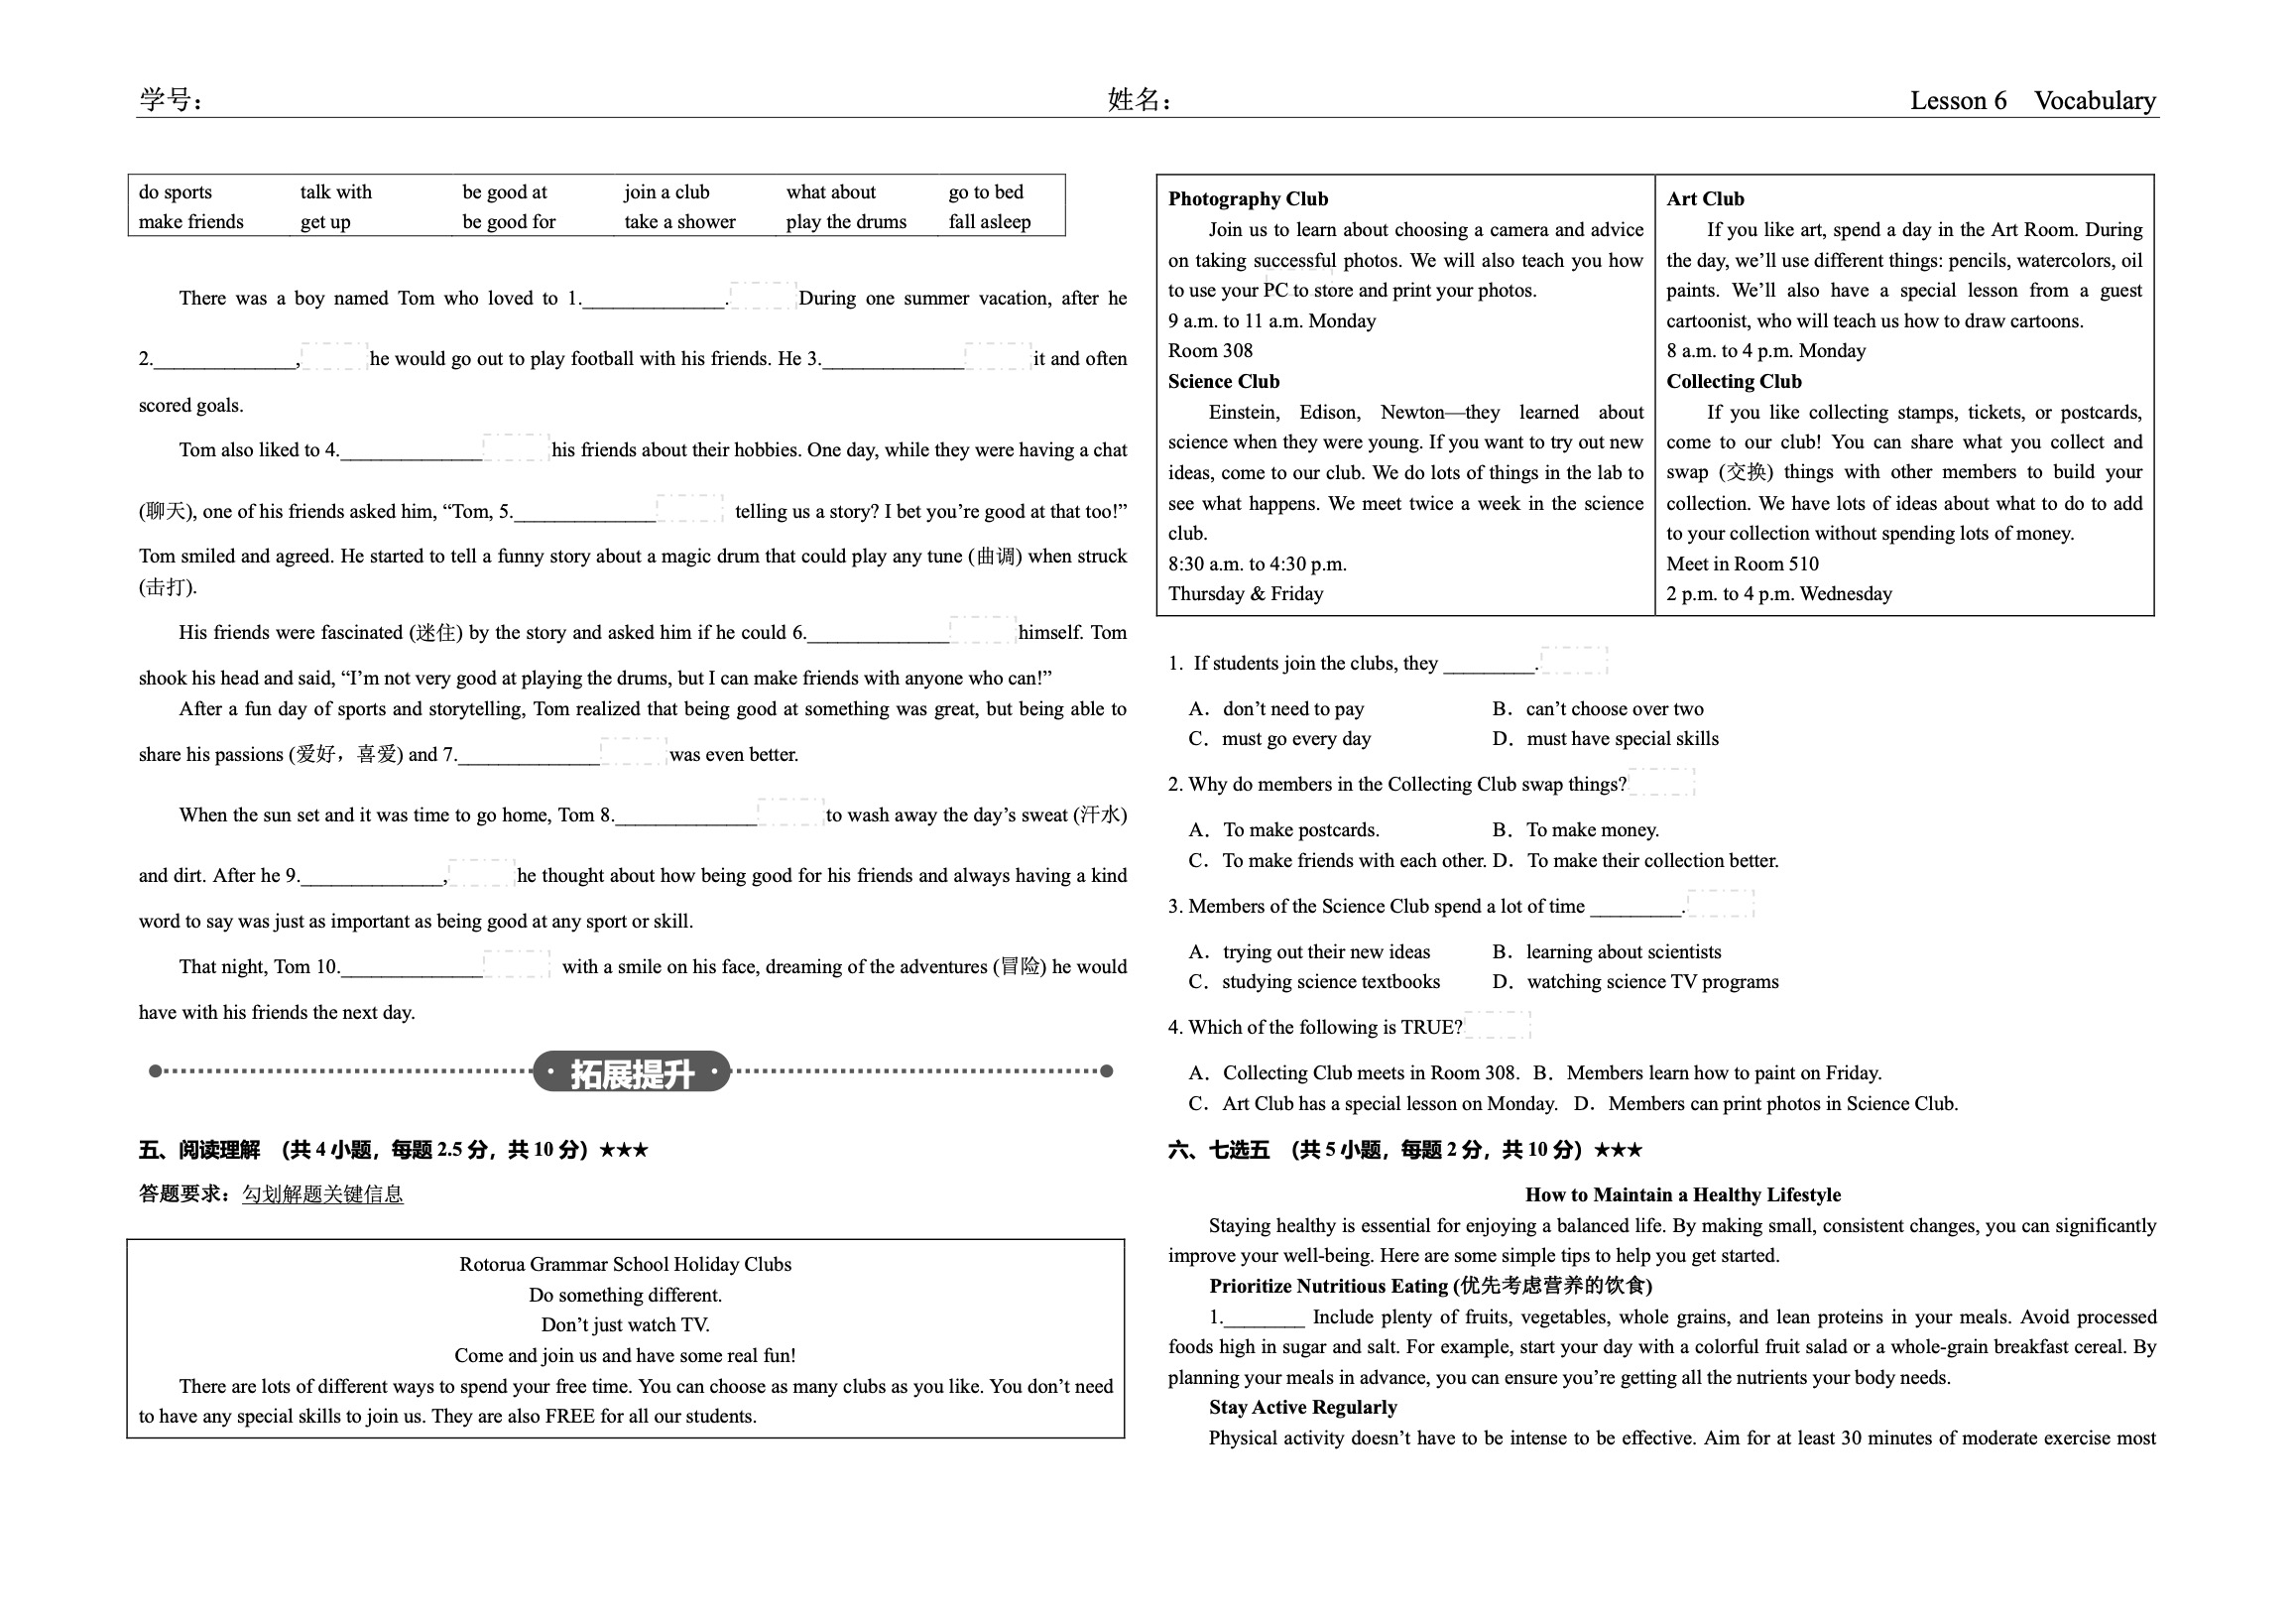 学号： 姓名： Lesson 6 Vocabulary
do sports talk with be good at join a club what about go to bed
make friends get up be good for take a shower play the drums fall asleep
There was a boy named Tom who loved to 1.______________. During one summer vacation, after he
2.______________, he would go out to play football with his friends. He 3.______________ it and often
scored goals.
Tom also liked to 4.______________ his friends about their hobbies. One day, while they were having a chat
(聊天), one of his friends asked him, “Tom, 5.______________ telling us a story? I bet you’re good at that too!”
Tom smiled and agreed. He started to tell a funny story about a magic drum that could play any tune (曲调) when struck
(击打).
His friends were fascinated (迷住) by the story and asked him if he could 6.______________ himself. Tom
shook his head and said, “I’m not very good at playing the drums, but I can make friends with anyone who can!”
After a fun day of sports and storytelling, Tom realized that being good at something was great, but being able to
share his passions (爱好，喜爱) and 7.______________ was even better.
When the sun set and it was time to go home, Tom 8.______________ to wash away the day’s sweat (汗水)
and dirt. After he 9.______________, he thought about how being good for his friends and always having a kind
word to say was just as important as being good at any sport or skill.
That night, Tom 10.______________ with a smile on his face, dreaming of the adventures (冒险) he would
have with his friends the next day.
· 拓展提升 ·
五、阅读理解 （共 4 小题，每题 2.5 分，共 10 分）★★★
答题要求：勾划解题关键信息
Rotorua Grammar School Holiday Clubs
Do something different.
Don’t just watch TV.
Come and join us and have some real fun!
There are lots of different ways to spend your free time. You can choose as many clubs as you like. You don’t need
to have any special skills to join us. They are also FREE for all our students.
Photography Club
Join us to learn about choosing a camera and advice
on taking successful photos. We will also teach you how
to use your PC to store and print your photos.
9 a.m. to 11 a.m. Monday
Room 308
Science Club
Einstein, Edison, Newton—they learned about
science when they were young. If you want to try out new
ideas, come to our club. We do lots of things in the lab to
see what happens. We meet twice a week in the science
club.
8:30 a.m. to 4:30 p.m.
Thursday & Friday
Art Club
If you like art, spend a day in the Art Room. During
the day, we’ll use different things: pencils, watercolors, oil
paints. We’ll also have a special lesson from a guest
cartoonist, who will teach us how to draw cartoons.
8 a.m. to 4 p.m. Monday
Collecting Club
If you like collecting stamps, tickets, or postcards,
come to our club! You can share what you collect and
swap (交换) things with other members to build your
collection. We have lots of ideas about what to do to add
to your collection without spending lots of money.
Meet in Room 510
2 p.m. to 4 p.m. Wednesday
1. If students join the clubs, they _________.
A．don’t need to pay B．can’t choose over two
C．must go every day D．must have special skills
2. Why do members in the Collecting Club swap things?
A．To make postcards. B．To make money.
C．To make friends with each other. D．To make their collection better.
3. Members of the Science Club spend a lot of time _________.
A．trying out their new ideas B．learning about scientists
C．studying science textbooks D．watching science TV programs
4. Which of the following is TRUE?
A．Collecting Club meets in Room 308. B．Members learn how to paint on Friday.
C．Art Club has a special lesson on Monday. D．Members can print photos in Science Club.
六、七选五 （共 5 小题，每题 2 分，共 10 分）★★★
How to Maintain a Healthy Lifestyle
Staying healthy is essential for enjoying a balanced life. By making small, consistent changes, you can significantly
improve your well-being. Here are some simple tips to help you get started.
Prioritize Nutritious Eating (优先考虑营养的饮食)
1.________ Include plenty of fruits, vegetables, whole grains, and lean proteins in your meals. Avoid processed
foods high in sugar and salt. For example, start your day with a colorful fruit salad or a whole-grain breakfast cereal. By
planning your meals in advance, you can ensure you’re getting all the nutrients your body needs.
Stay Active Regularly
Physical activity doesn’t have to be intense to be effective. Aim for at least 30 minutes of moderate exercise most